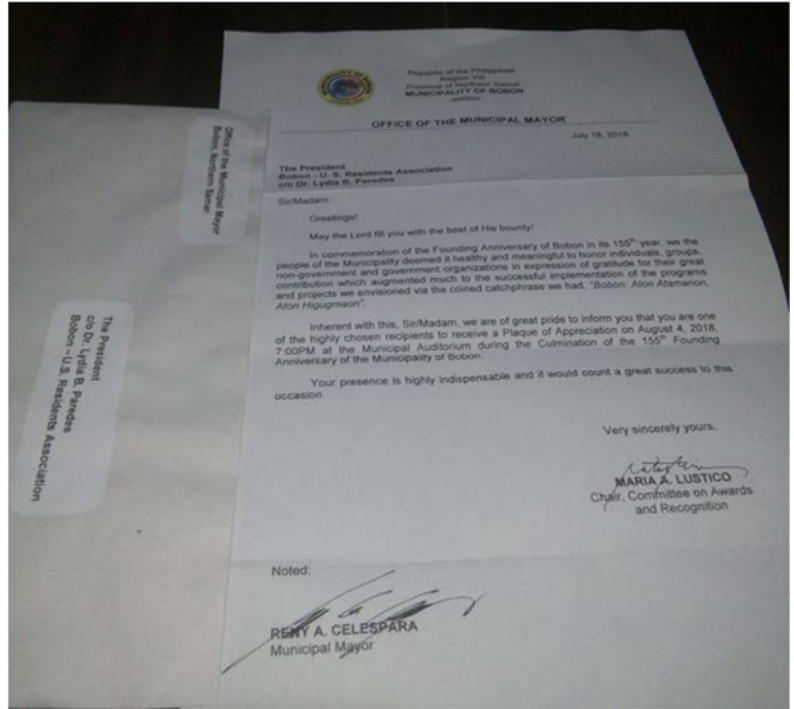 Office of the Municipal Mayor
Bobon, Northern Samar
The President
c/o Dr. Lydia B. Paredes
Bobon – U.S. Residents Association
MUNICIPALITY OF BOBON
Republic of the Philippines
Region VIII
Province of Northern Samar
MUNICIPALITY OF BOBON
OFFICE OF THE MUNICIPAL MAYOR
July 18, 2018
The President
Bobon - U. S. Residents Association
c/o Dr. Lydia B. Paredes
Sir/Madam:
Greetings!
May the Lord fill you with the best of His bounty!
In commemoration of the Founding Anniversary of Bobon in its 155th year, we the
people of the Municipality deemed it healthy and meaningful to honor individuals, groups,
non-government and government organizations in expression of gratitude for their great
contribution which augmented much to the successful implementation of the programs
and projects we envisioned via the coined catchphrase we had, "Bobon: Aton Atamanon,
Aton Higugmaon".
Inherent with this, Sir/Madam, we are of great pride to inform you that you are one
of the highly chosen recipients to receive a Plaque of Appreciation on August 4, 2018,
7:00PM at the Municipal Auditorium during the Culmination of the 155th Founding
Anniversary of the Municipality of Bobon.
Your presence is highly indispensable and it would count a great success to this
occasion.
Very sincerely yours,
MARIA A. LUSTICO
Chair, Committee on Awards
and Recognition
Noted:
RENY A. CELESPARA
Municipal Mayor